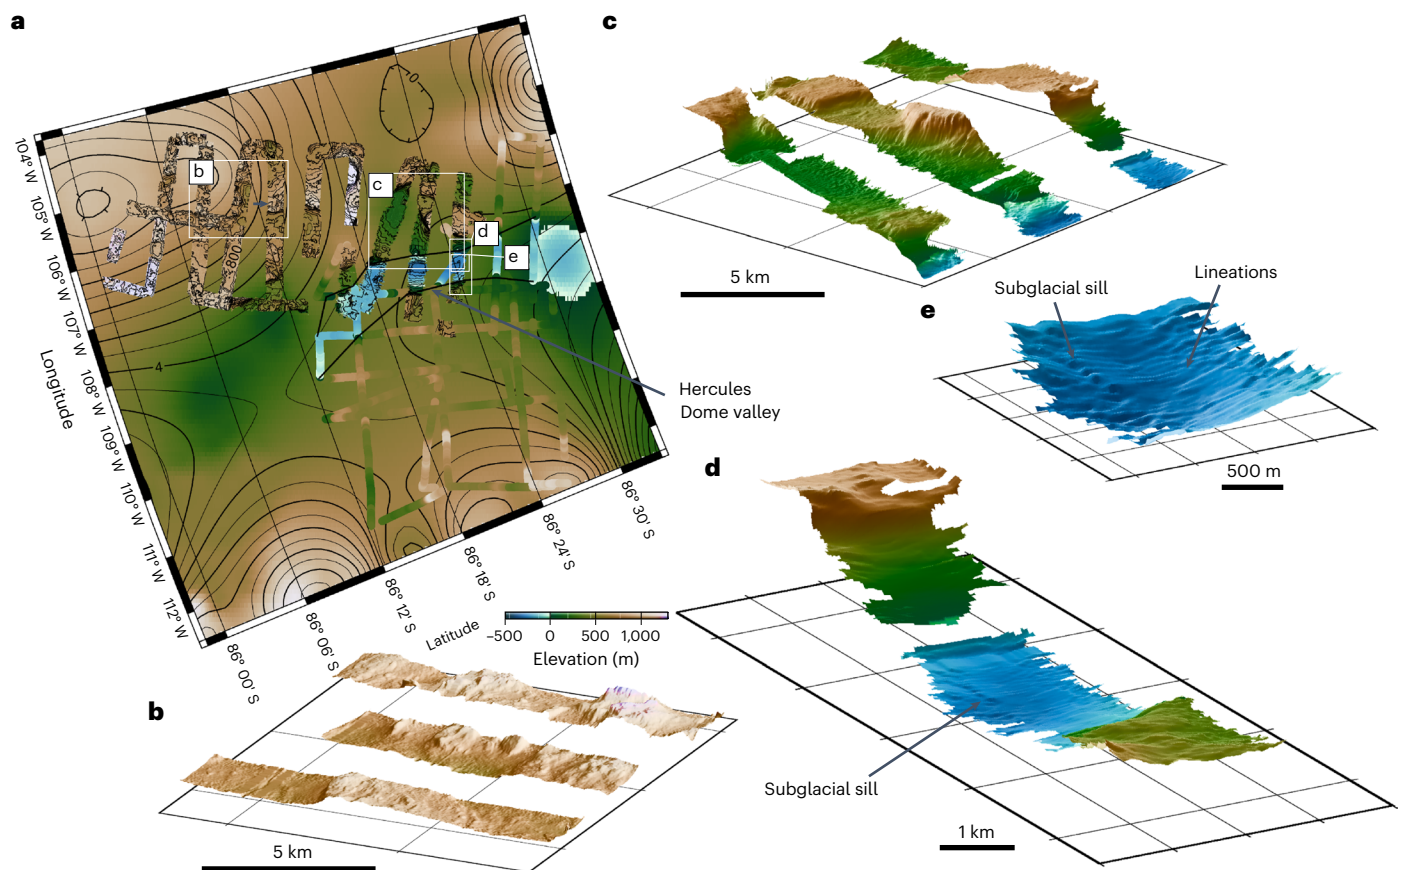 a
0
104° W
105° W
106° W
107° W
108° W
109° W
110° W
111° W
112° W
Longitude
b
c
d
e
800
4
Hercules
Dome valley
86° 00' S
86° 06' S
86° 12' S
86° 18' S
86° 24' S
86° 30' S
Latitude
–500
0
500
1,000
Elevation (m)
b
5 km
c
5 km
e
Subglacial sill
Lineations
500 m
d
Subglacial sill
1 km